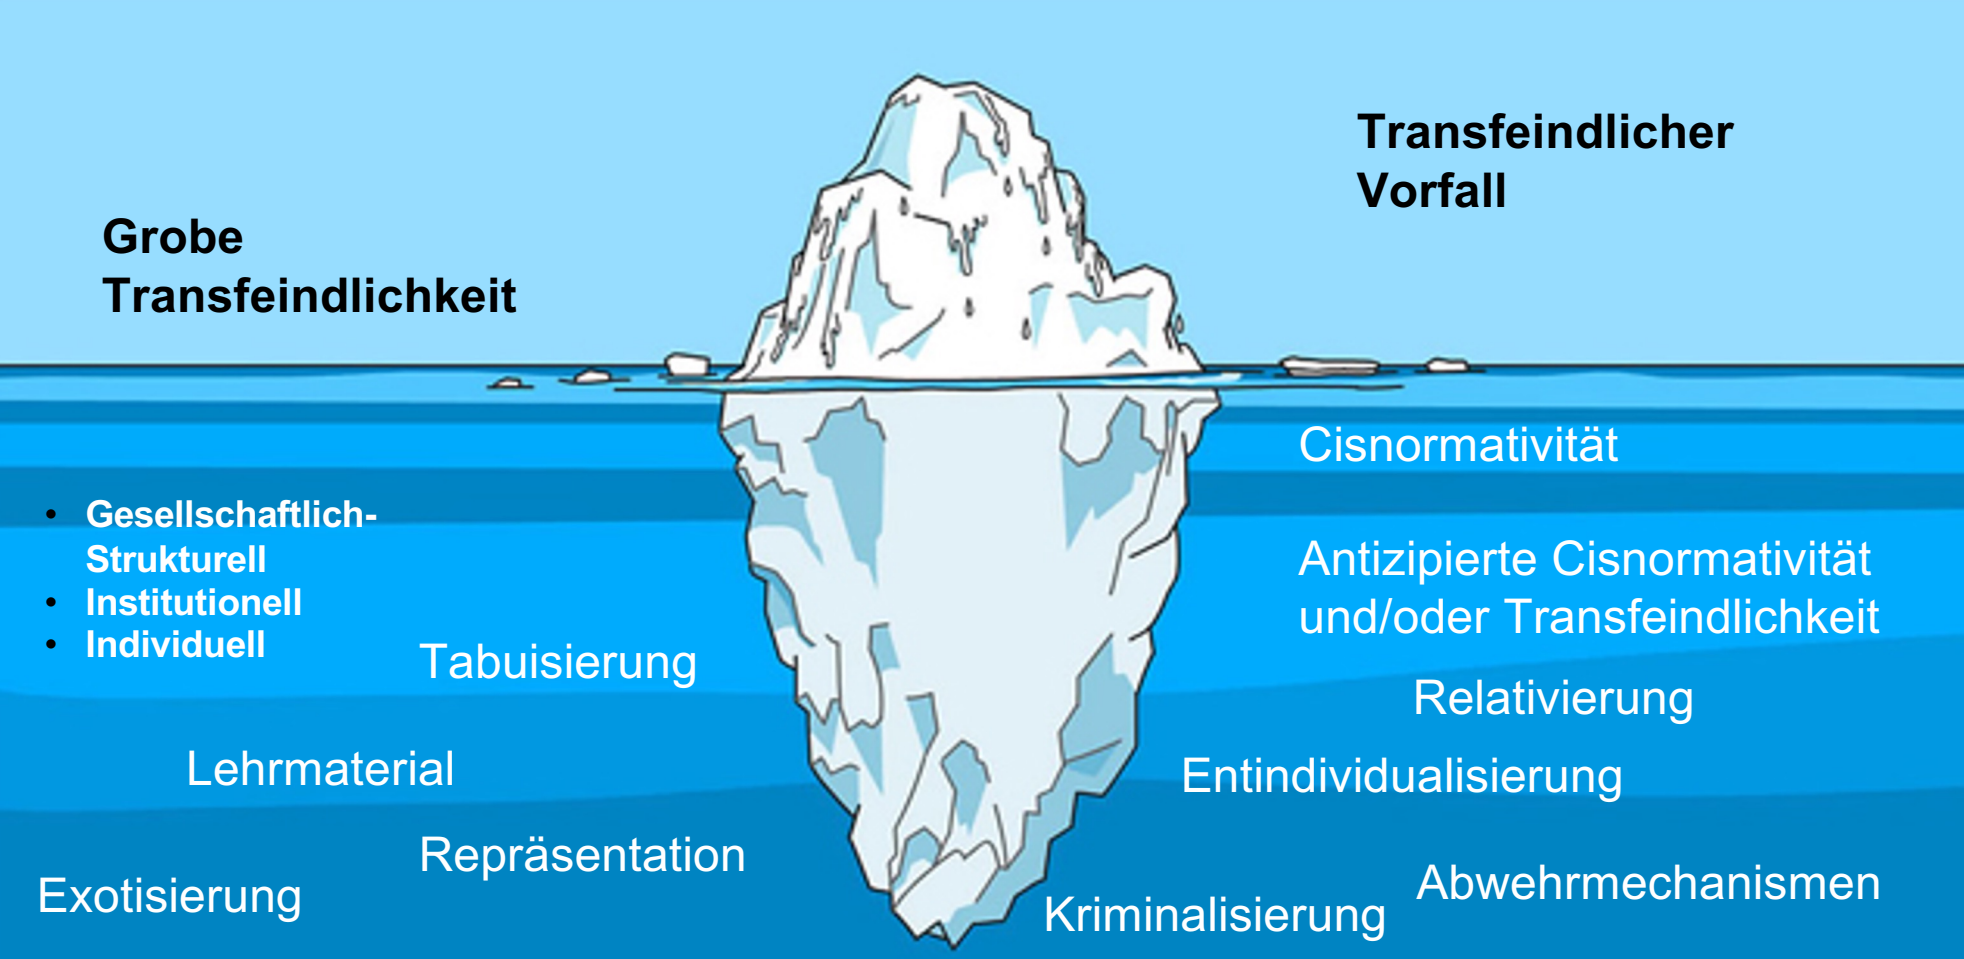 Transfeindlicher
Vorfall
Grobe
Transfeindlichkeit
Cisnormativität
• Gesellschaftlich-
Strukturell
• Institutionell
• Individuell
Antizipierte Cisnormativität
und/oder Transfeindlichkeit
Tabuisierung
Relativierung
Lehrmaterial
Entindividualisierung
Repräsentation
Exotisierung
Abwehrmechanismen
Kriminalisierung